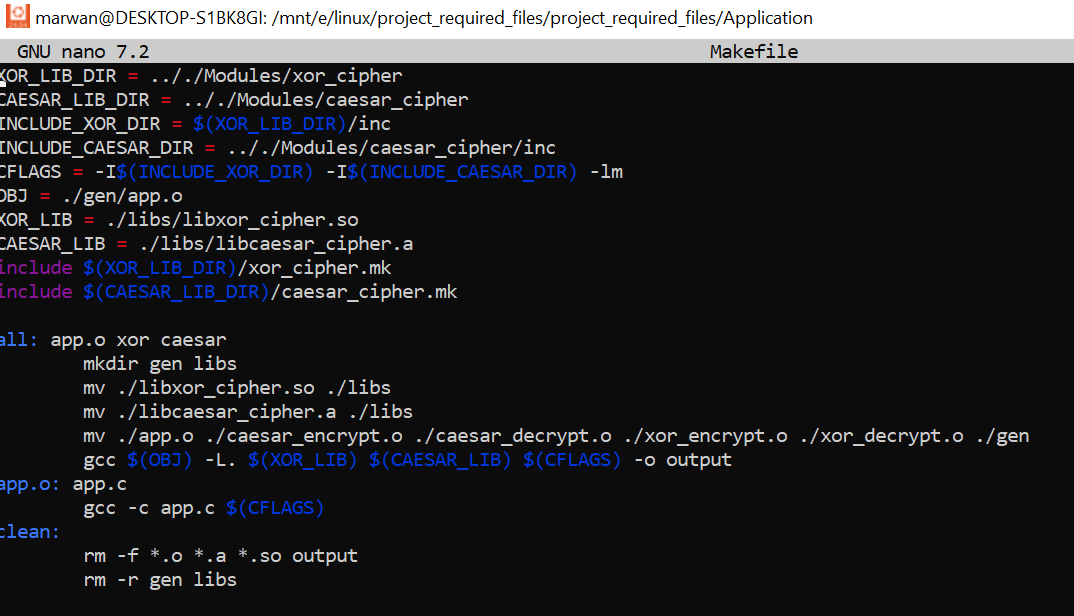 marwan@DESKTOP-S1BK8GI: /mnt/e/linux/project_required_files/project_required_files/Application
GNU nano 7.2 Makefile
XOR_LIB_DIR = .././Modules/xor_cipher
CAESAR_LIB_DIR = .././Modules/caesar_cipher
INCLUDE_XOR_DIR = $(XOR_LIB_DIR)/inc
INCLUDE_CAESAR_DIR = .././Modules/caesar_cipher/inc
CFLAGS = -I$(INCLUDE_XOR_DIR) -I$(INCLUDE_CAESAR_DIR) -lm
OBJ = ./gen/app.o
XOR_LIB = ./libs/libxor_cipher.so
CAESAR_LIB = ./libs/libcaesar_cipher.a
include $(XOR_LIB_DIR)/xor_cipher.mk
include $(CAESAR_LIB_DIR)/caesar_cipher.mk
all: app.o xor caesar
mkdir gen libs
mv ./libxor_cipher.so ./libs
mv ./libcaesar_cipher.a ./libs
mv ./app.o ./caesar_encrypt.o ./caesar_decrypt.o ./xor_encrypt.o ./xor_decrypt.o ./gen
gcc $(OBJ) -L. $(XOR_LIB) $(CAESAR_LIB) $(CFLAGS) -o output
app.o: app.c
gcc -c app.c $(CFLAGS)
clean:
rm -f *.o *.a *.so output
rm -r gen libs